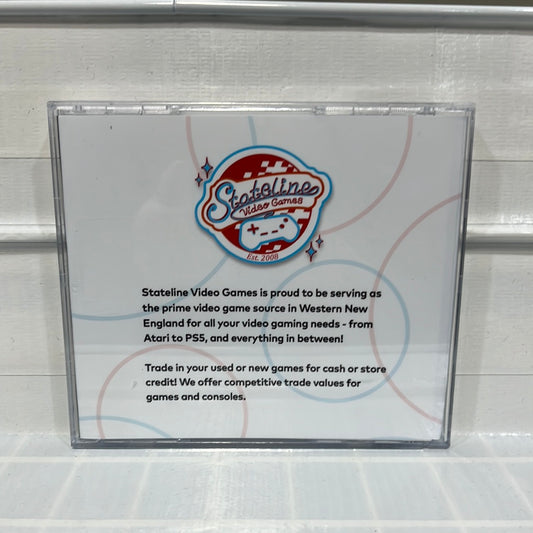 Stateline
Video Games
Est. 2008
Stateline Video Games is proud to be serving as
the prime video game source in Western New
England for all your video gaming needs - from
Atari to PS5, and everything in between!
Trade in your used or new games for cash or store
credit! We offer competitive trade values for
games and consoles.